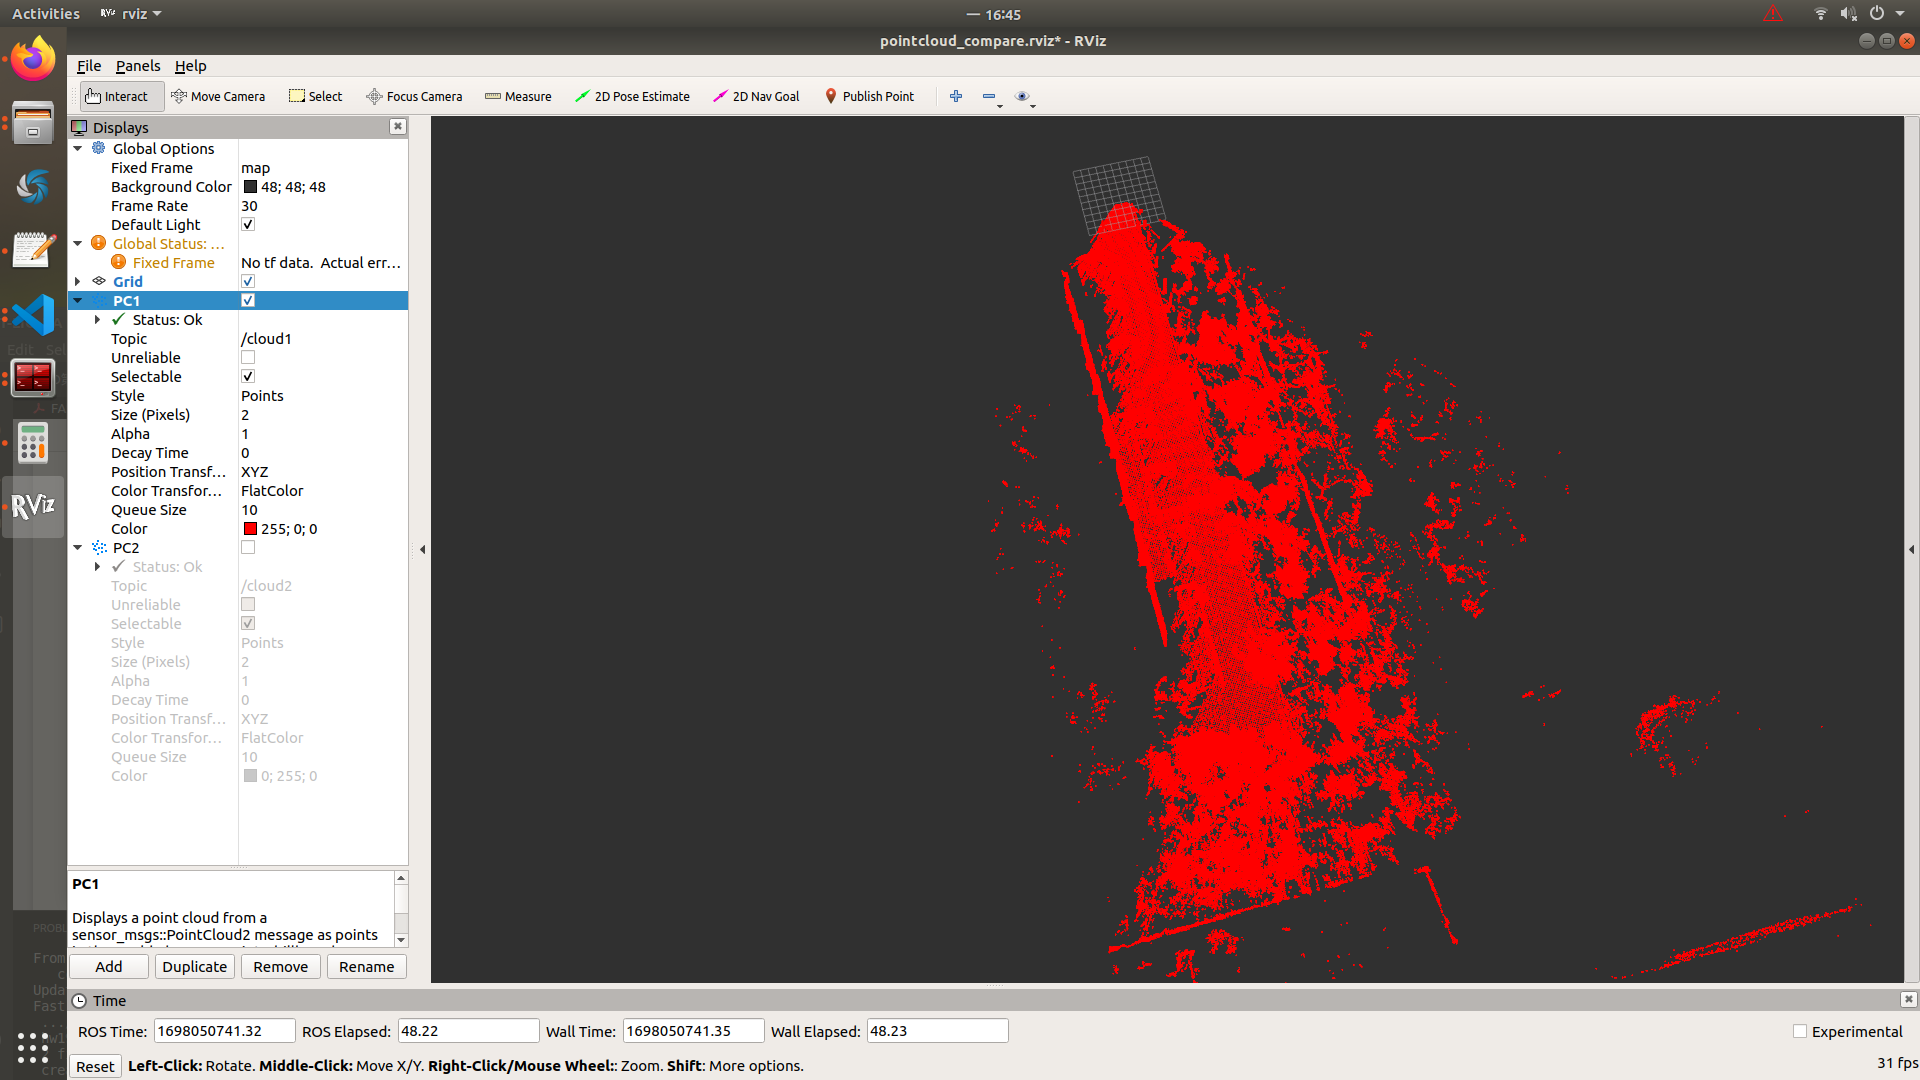 Activities
rviz
16:45
pointcloud_compare.rviz* - RViz
File Panels Help
Interact
Move Camera
Select
Focus Camera
Measure
2D Pose Estimate
2D Nav Goal
Publish Point
Displays
Global Options
Fixed Frame map
Background Color 48; 48; 48
Frame Rate 30
Default Light
Global Status: ...
Fixed Frame No tf data. Actual err...
Grid
PC1
Status: Ok
Topic /cloud1
Unreliable
Selectable
Style Points
Size (Pixels) 2
Alpha 1
Decay Time 0
Position Transf... XYZ
Color Transfor... FlatColor
Queue Size 10
Color 255; 0; 0
PC2
Status: Ok
Topic /cloud2
Unreliable
Selectable
Style Points
Size (Pixels) 2
Alpha 1
Decay Time 0
Position Transf... XYZ
Color Transfor... FlatColor
Queue Size 10
Color 0; 255; 0
RViz
PC1
Displays a point cloud from a
sensor_msgs::PointCloud2 message as points
Add Duplicate Remove Rename
Time
ROS Time: 1698050741.32 ROS Elapsed: 48.22 Wall Time: 1698050741.35 Wall Elapsed: 48.23 Experimental
Reset Left-Click: Rotate. Middle-Click: Move X/Y. Right-Click/Mouse Wheel:: Zoom. Shift: More options. 31 fps